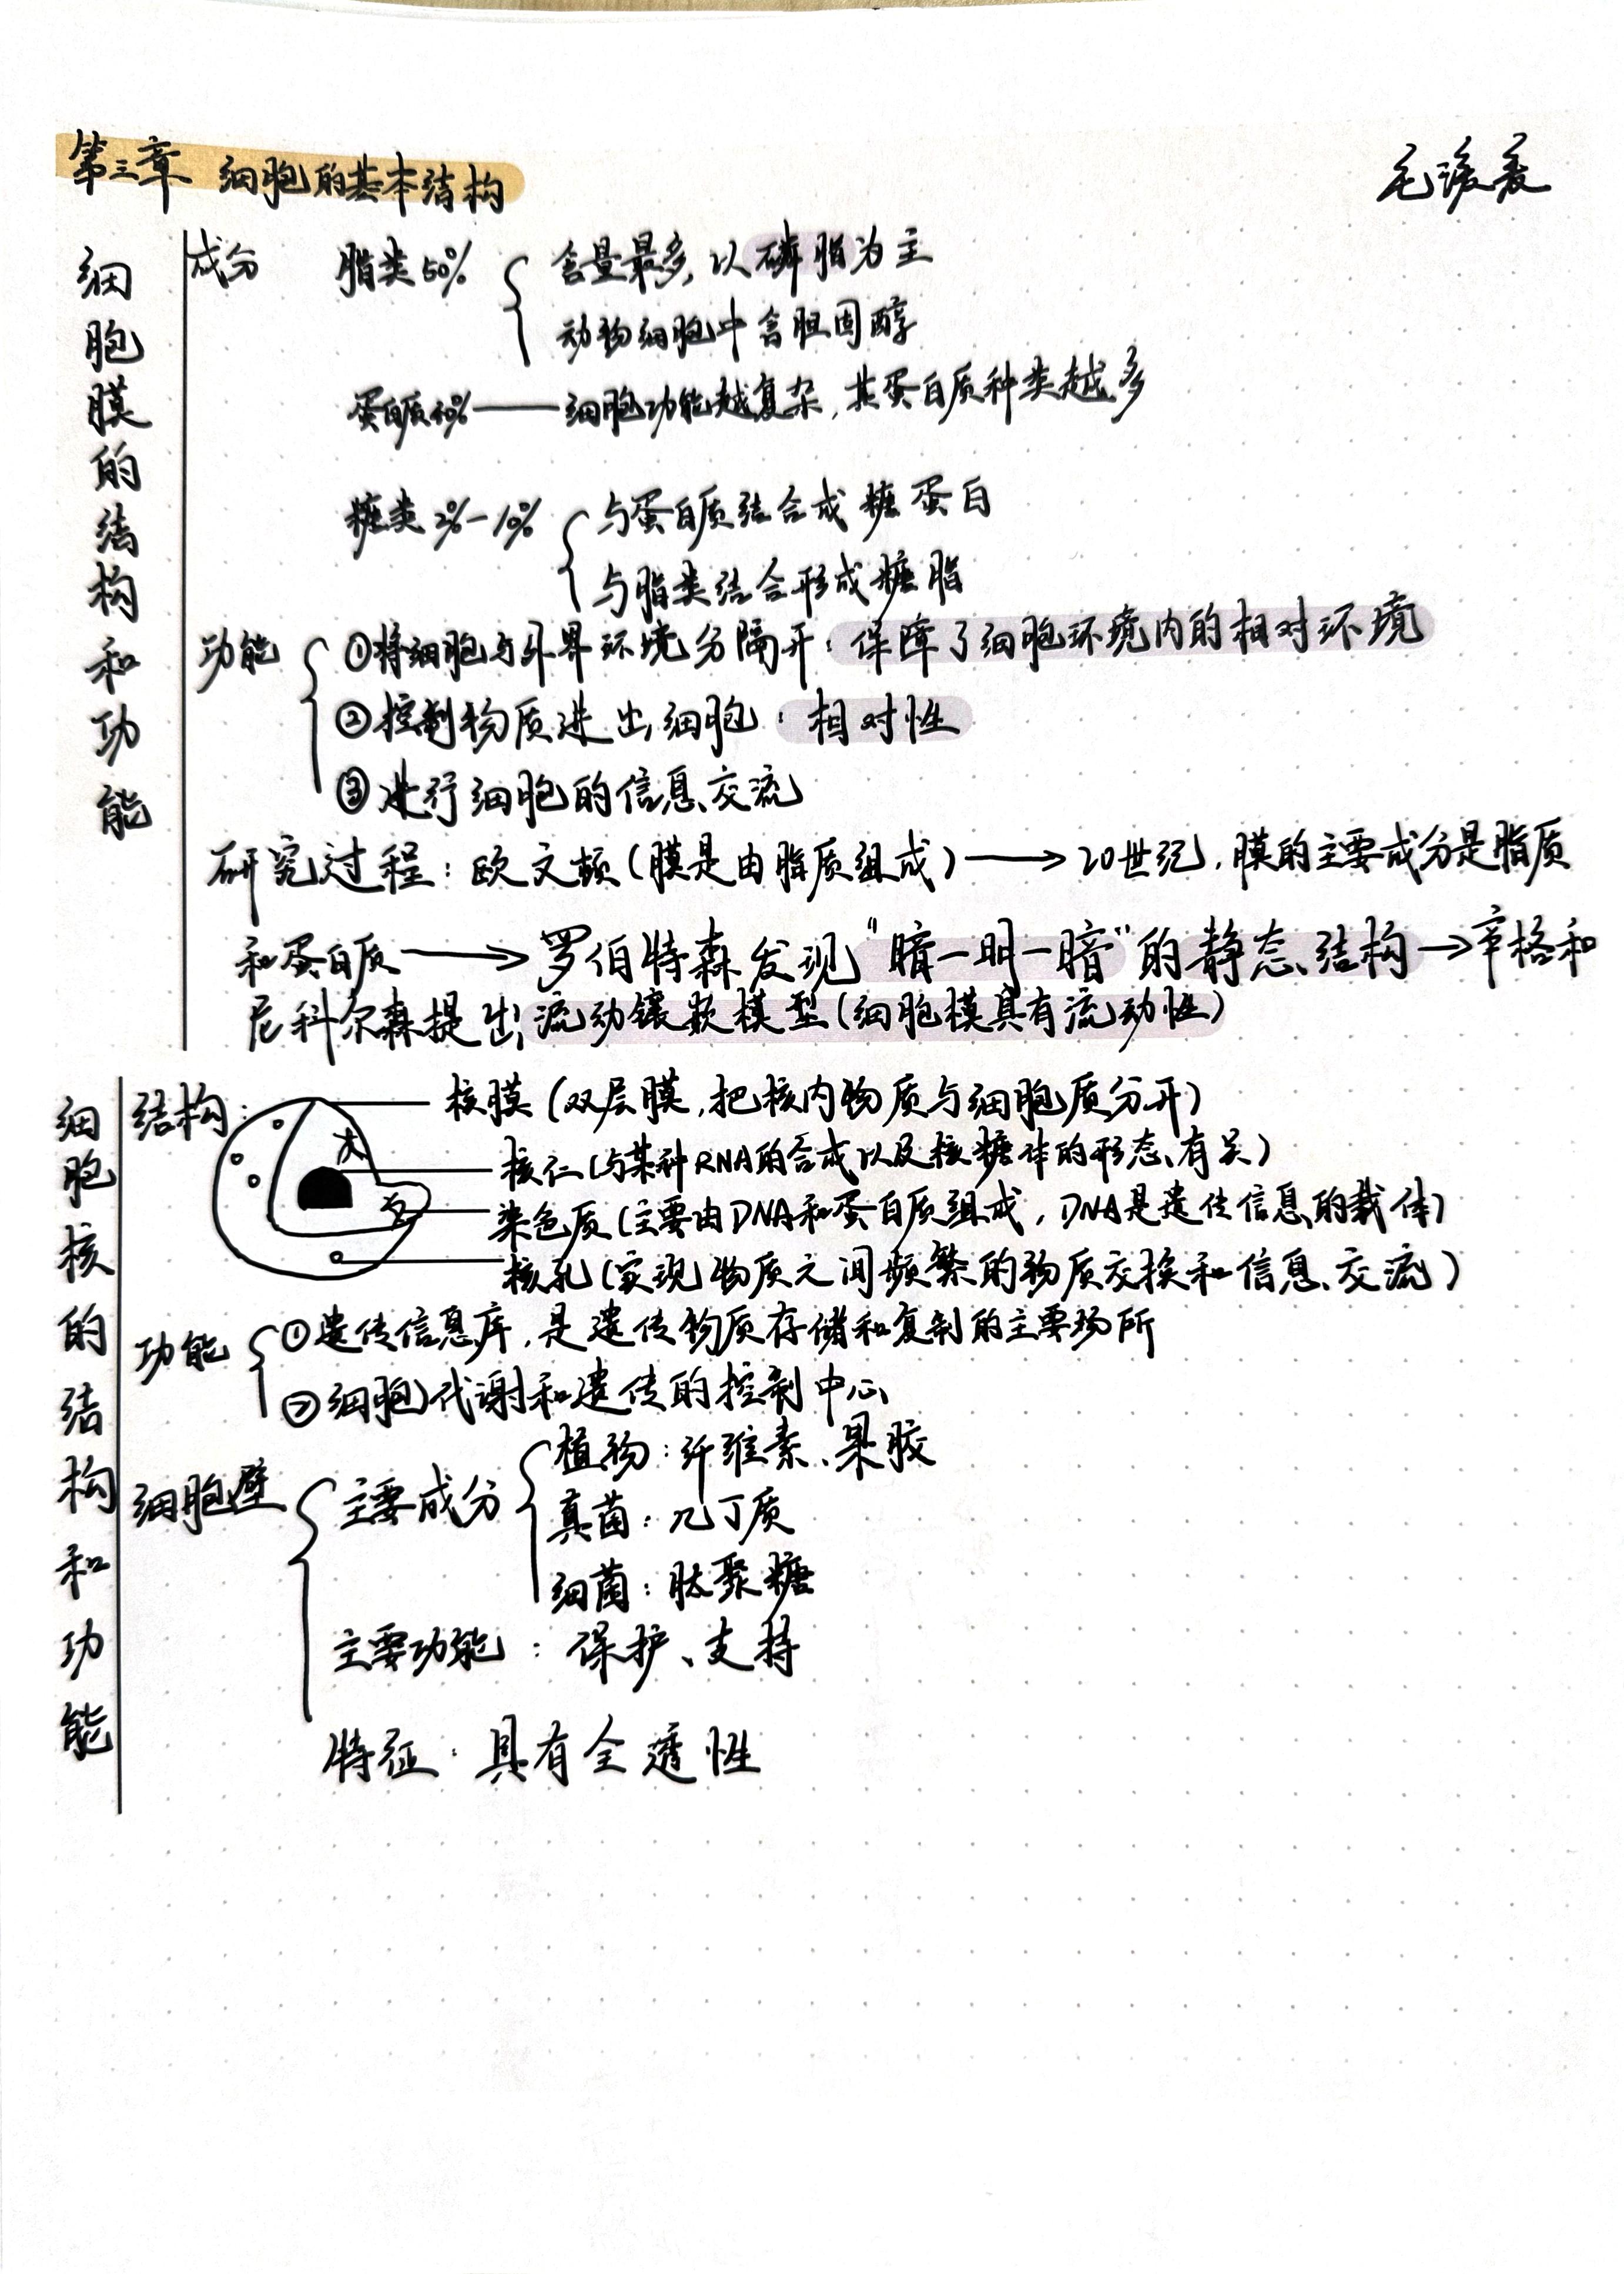 第三章 细胞的基本结构
毛
细胞膜的结构和功能
成分 脂类50% 含量最多,以磷脂为主
动物细胞中含胆固醇
蛋白质40%——细胞功能越复杂,其蛋白质种类越多
糖类2%-10% 与蛋白质结合成糖蛋白
与脂类结合形成糖脂
功能 ①将细胞与外界环境分隔开:保障了细胞环境内的相对环境
②控制物质进出细胞:相对性
③进行细胞的信息交流
研究过程:欧文顿(膜是由脂质组成)→20世纪,膜的主要成分是脂质
和蛋白质→罗伯特森发现“暗一明一暗”的静态结构→辛格和
尼科尔森提出流动镶嵌模型(细胞模具有流动性)
细胞核的结构和功能
结构: 核膜(双层膜,把核内物质与细胞质分开)
核仁(与某种RNA的合成以及核糖体的形态有关)
染色质(主要由DNA和蛋白质组成,DNA是遗传信息的载体)
核孔(实现物质之间频繁的物质交换和信息交流)
功能 ①遗传信息库,是遗传物质存储和复制的主要场所
②细胞代谢和遗传的控制中心
细胞壁 主要成分 植物:纤维素、果胶
真菌:几丁质
细菌:肽聚糖
主要功能:保护、支持
特征:具有全透性